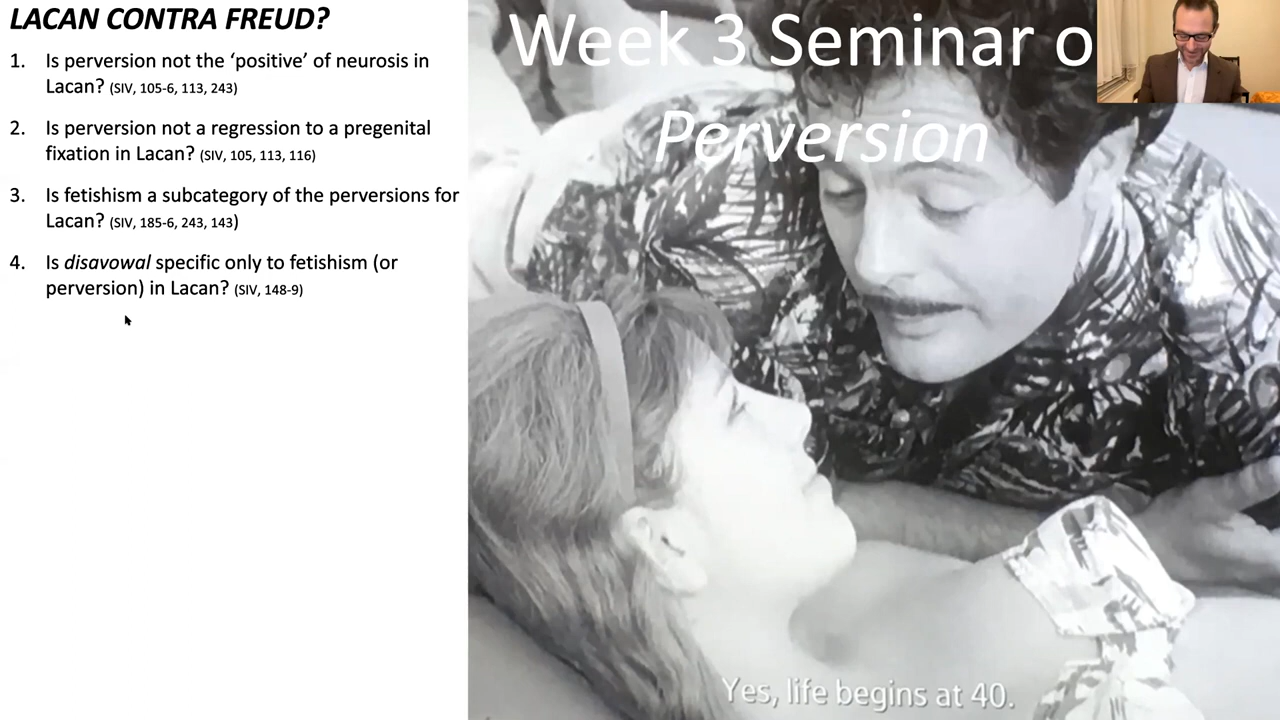 LACAN CONTRA FREUD?
1. Is perversion not the ‘positive’ of neurosis in
Lacan? (SIV, 105-6, 113, 243)
2. Is perversion not a regression to a pregenital
fixation in Lacan? (SIV, 105, 113, 116)
3. Is fetishism a subcategory of the perversions for
Lacan? (SIV, 185-6, 243, 143)
4. Is disavowal specific only to fetishism (or
perversion) in Lacan? (SIV, 148-9)
Week 3 Seminar o
Perversion
Yes, life begins at 40.